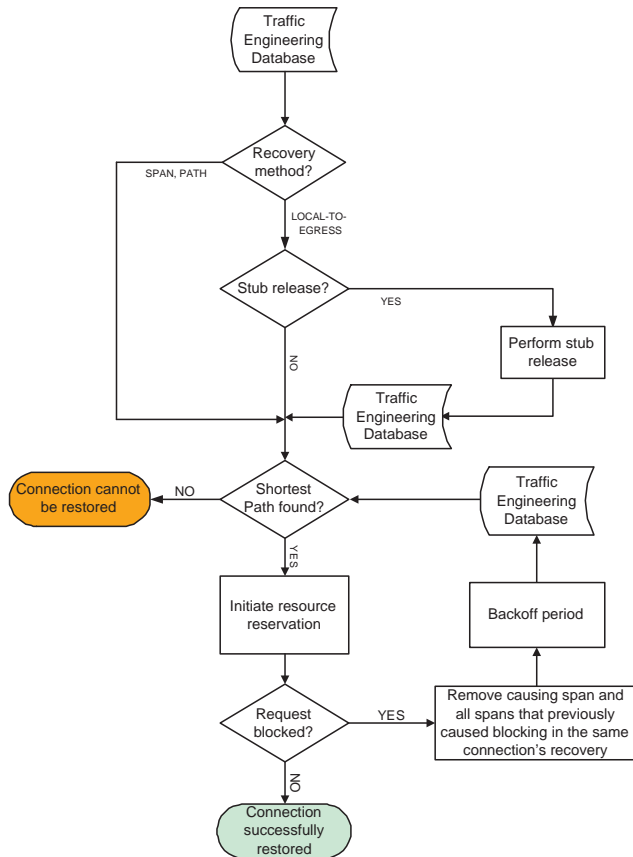 Traffic
Engineering
Database
Recovery
method?
SPAN, PATH
LOCAL-TO-
EGRESS
Stub release?
YES
NO
Perform stub
release
Traffic
Engineering
Database
Connection cannot
be restored
NO
Shortest
Path found?
Traffic
Engineering
Database
YES
Initiate resource
reservation
Backoff period
Request
blocked?
YES
Remove causing span and
all spans that previously
caused blocking in the same
connection's recovery
NO
Connection
successfully
restored